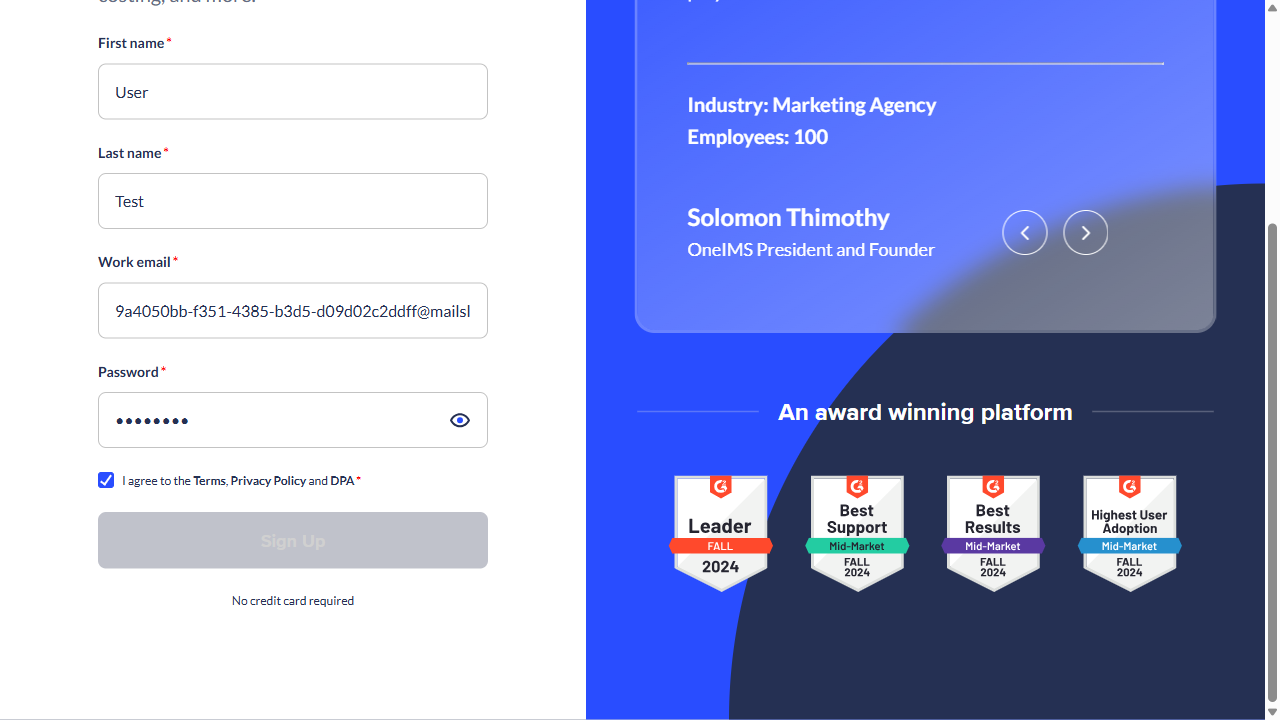 First name*
User
Last name*
Test
Work email*
9a4050bb-f351-4385-b3d5-d09d02c2ddff@mailsl
Password*
I agree to the Terms, Privacy Policy and DPA*
Sign Up
No credit card required
Industry: Marketing Agency
Employees: 100
Solomon Thimothy
OneIMS President and Founder
An award winning platform
Leader
FALL
2024
Best
Support
Mid-Market
FALL
2024
Best
Results
Mid-Market
FALL
2024
Highest User
Adoption
Mid-Market
FALL
2024